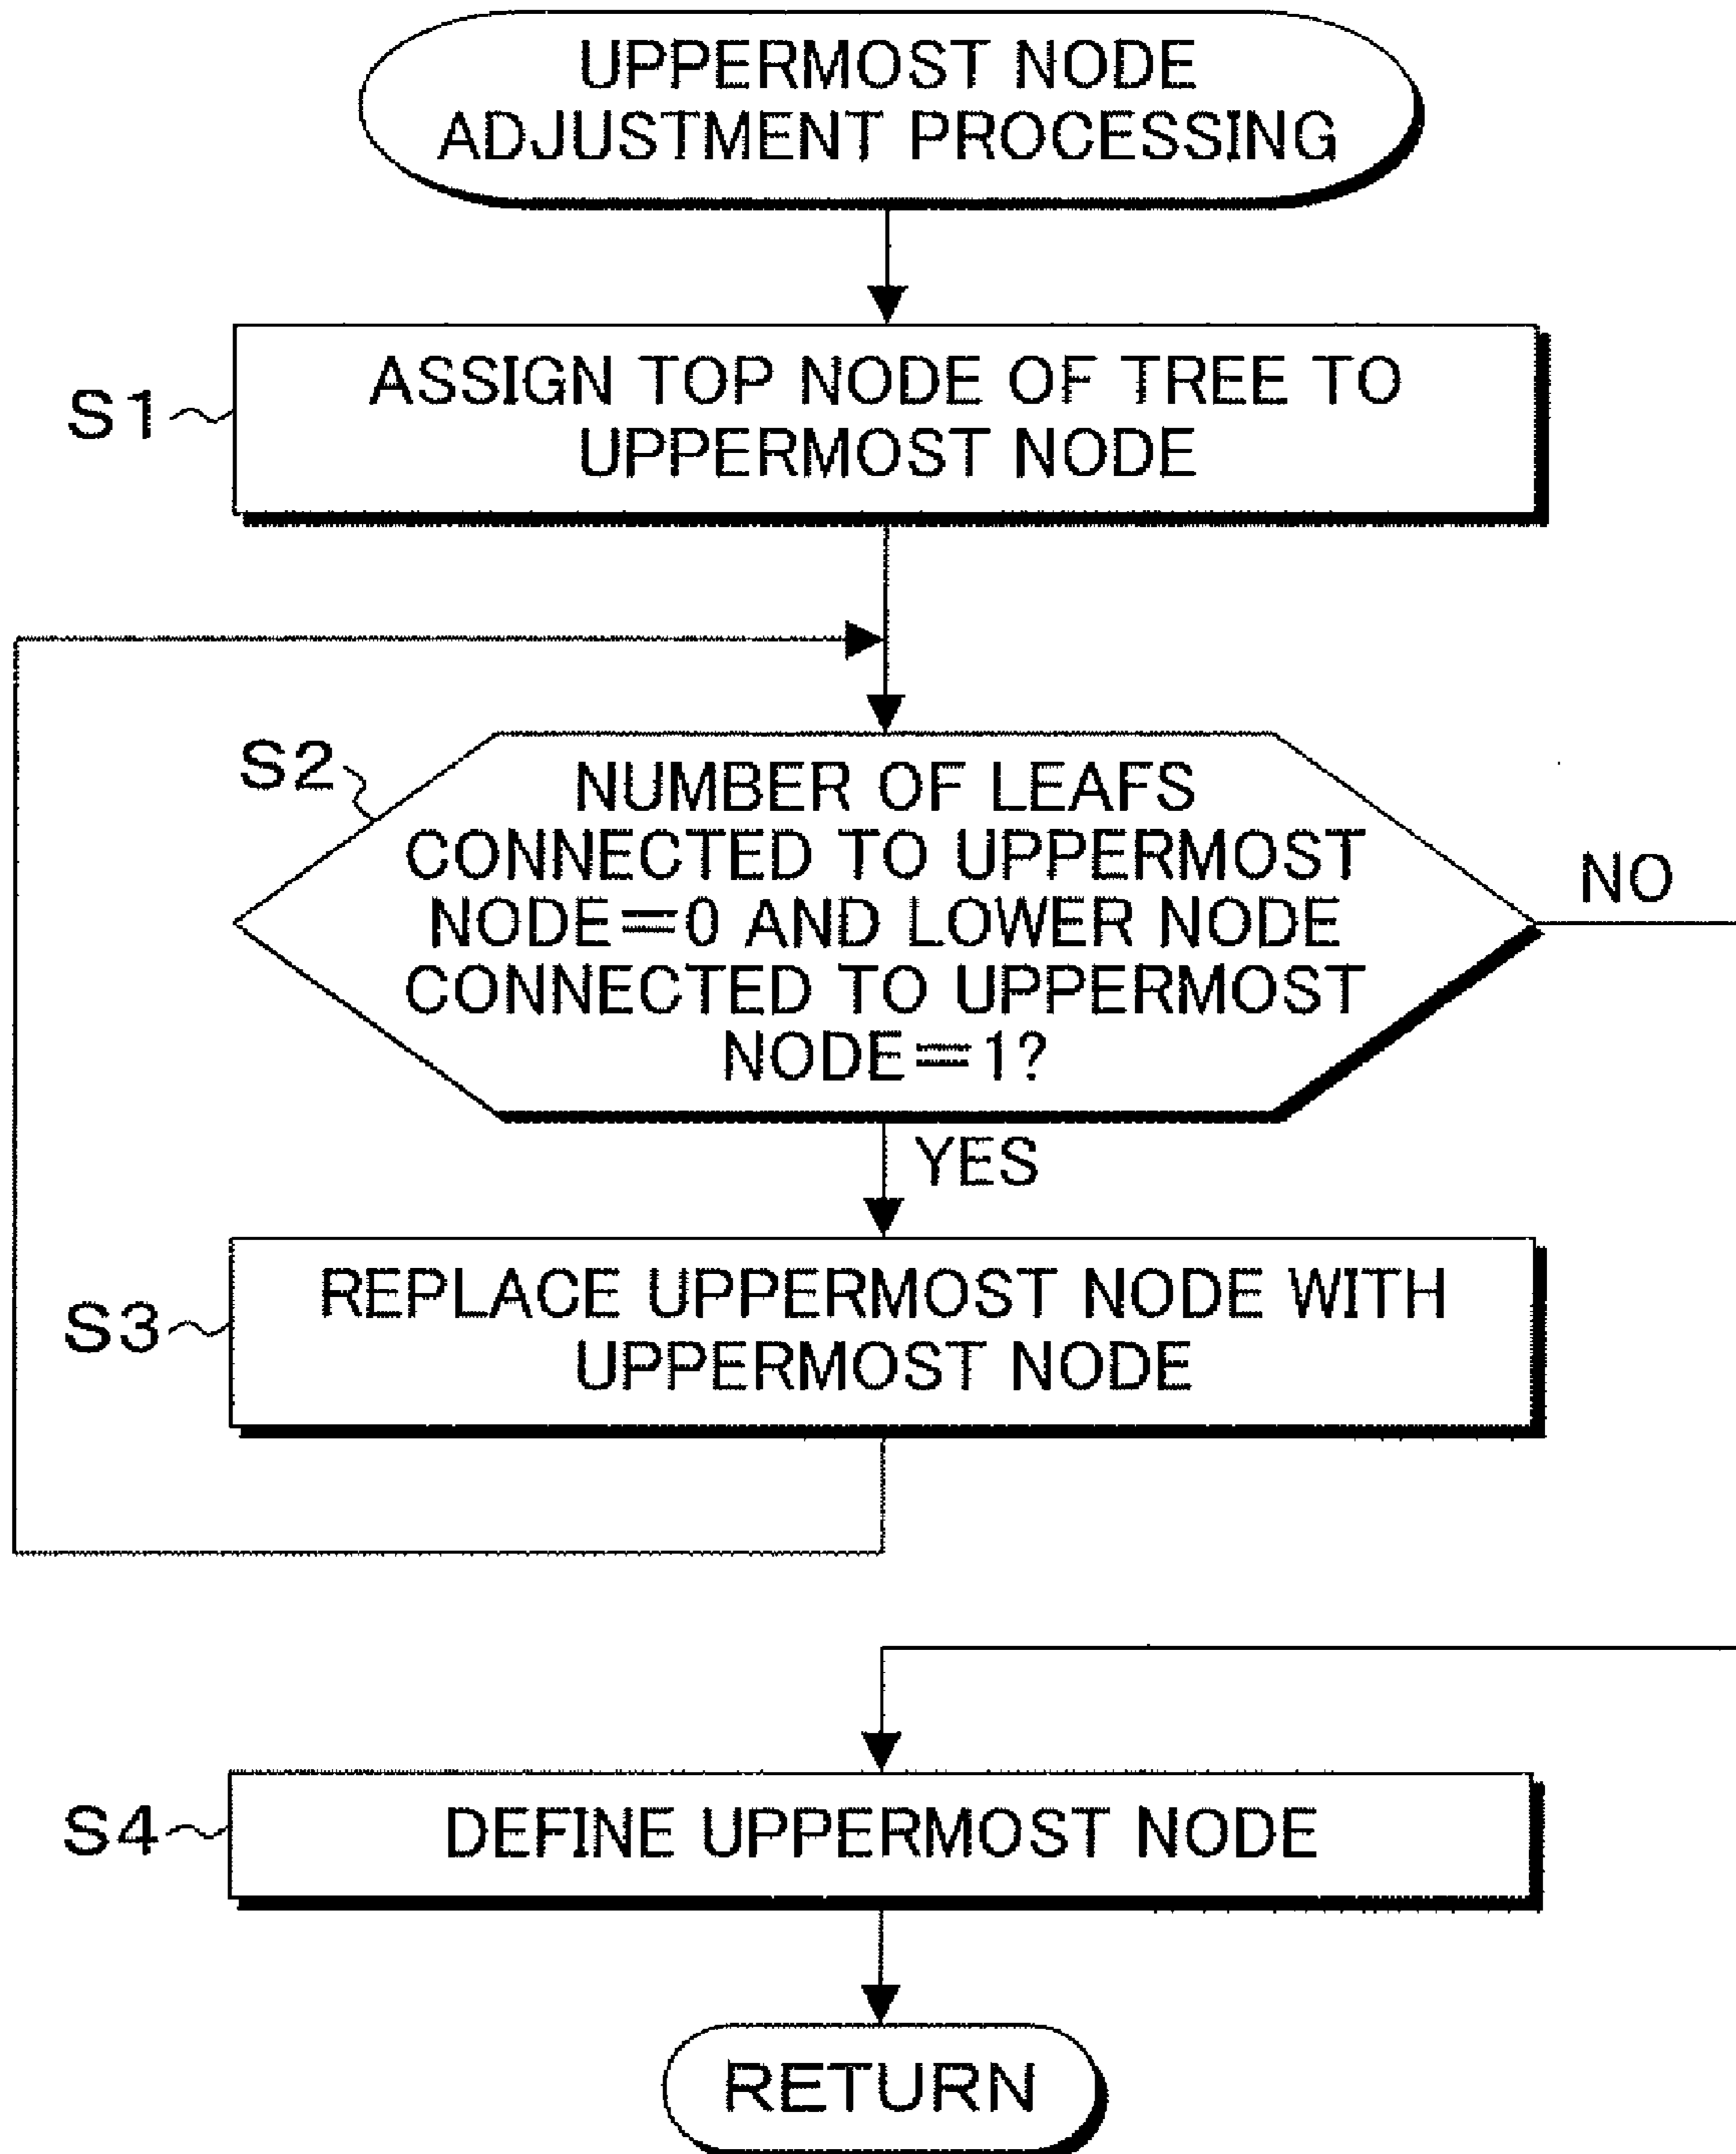 UPPERMOST NODE
ADJUSTMENT PROCESSING
S1
ASSIGN TOP NODE OF TREE TO
UPPERMOST NODE
S2
NUMBER OF LEAFS
CONNECTED TO UPPERMOST
NODE=0 AND LOWER NODE
CONNECTED TO UPPERMOST
NODE=1?
NO
YES
S3
REPLACE UPPERMOST NODE WITH
UPPERMOST NODE
S4
DEFINE UPPERMOST NODE
RETURN